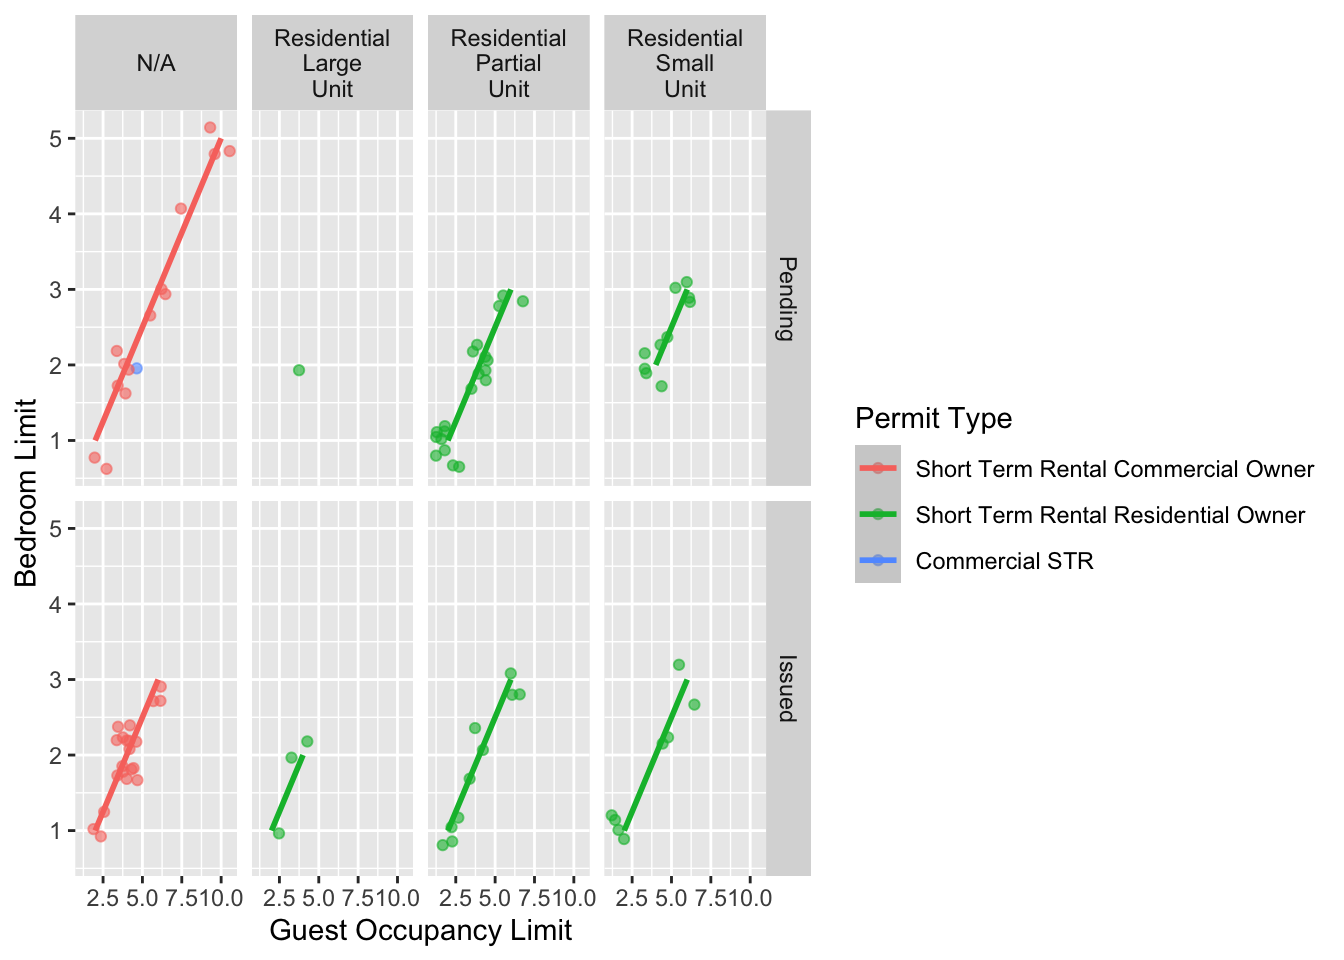 N/A
Residential
Large
Unit
Residential
Partial
Unit
Residential
Small
Unit
5
4
3
2
1
Pending
5
4
3
2
1
Issued
2.5 5.0 7.510.0
2.5 5.0 7.510.0
2.5 5.0 7.510.0
2.5 5.0 7.510.0
Guest Occupancy Limit
Bedroom Limit
Permit Type
Short Term Rental Commercial Owner
Short Term Rental Residential Owner
Commercial STR